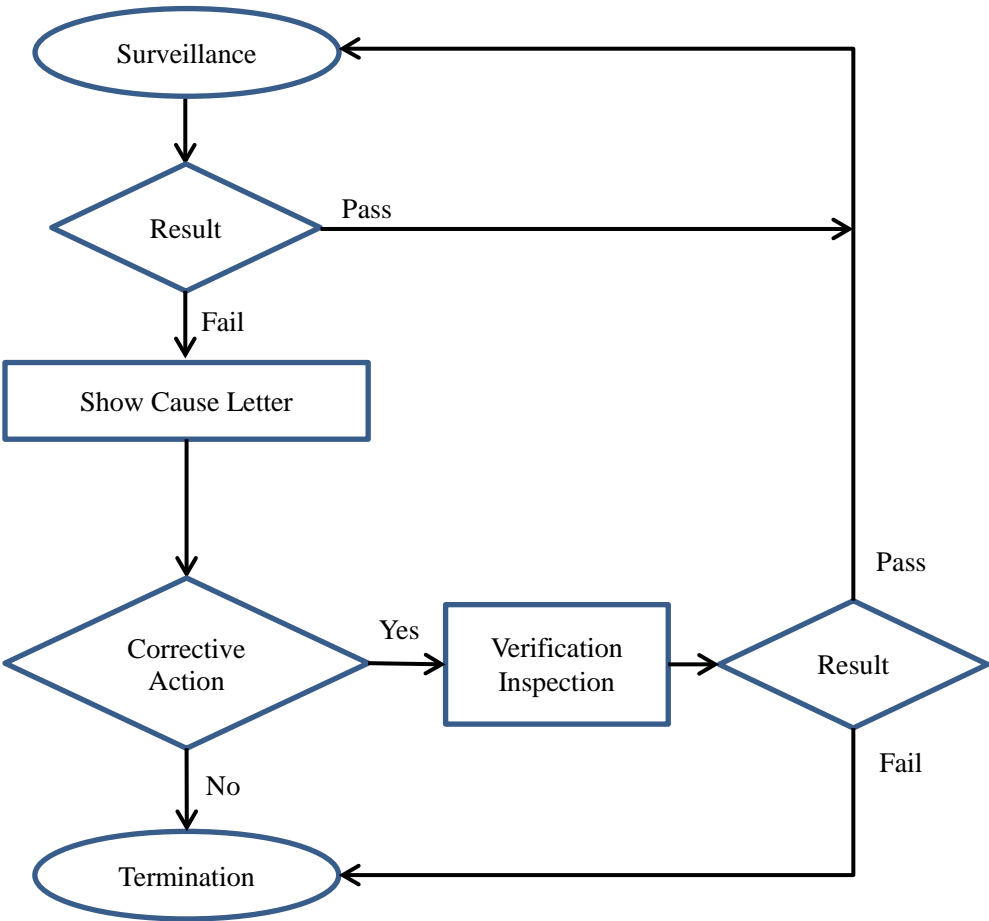 Surveillance
Result
Pass
Fail
Show Cause Letter
Corrective
Action
Yes
Verification
Inspection
Result
Pass
Fail
No
Termination